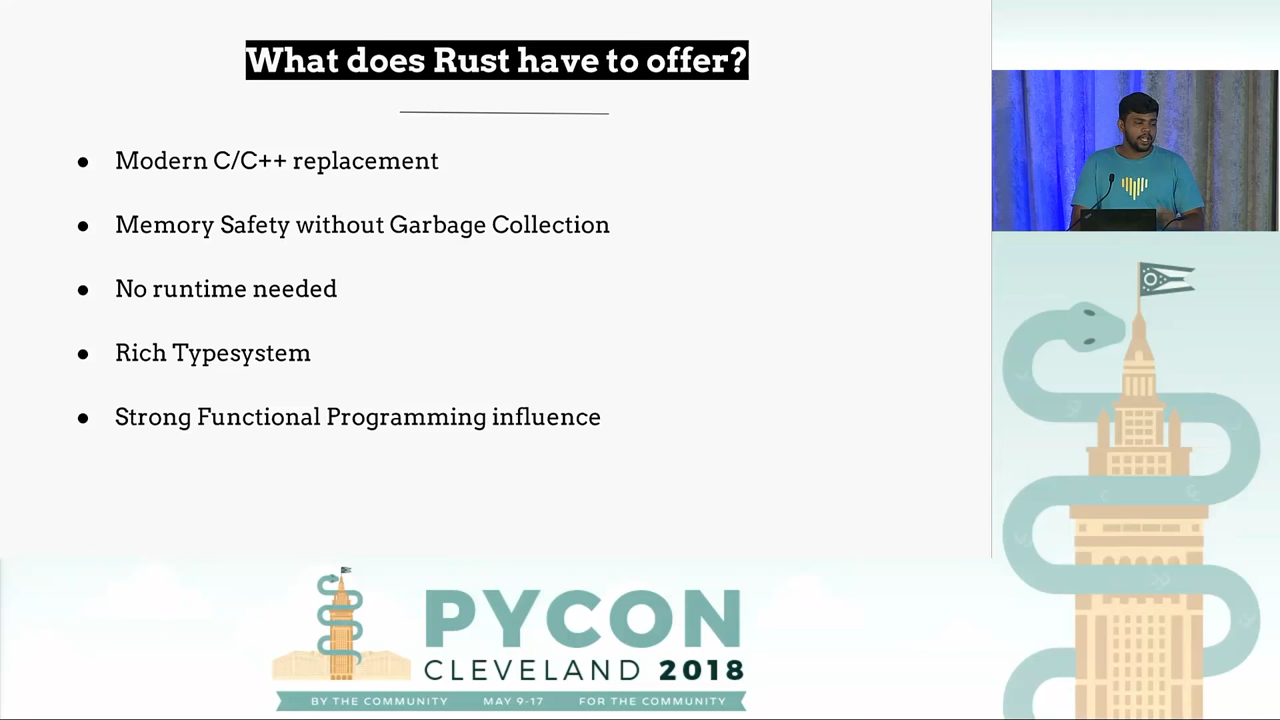 What does Rust have to offer?
● Modern C/C++ replacement
● Memory Safety without Garbage Collection
● No runtime needed
● Rich Typesystem
● Strong Functional Programming influence
PYCON
CLEVELAND 2018
BY THE COMMUNITY MAY 9-17 FOR THE COMMUNITY